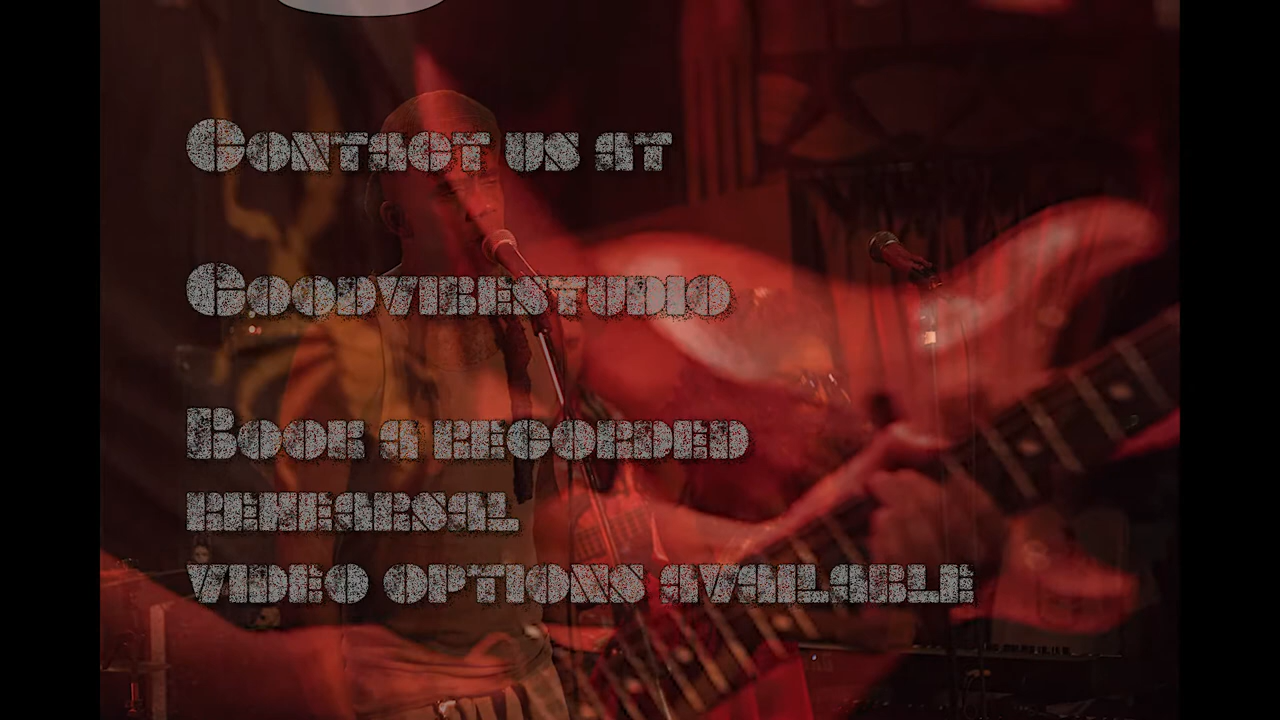 Contact us at
Goodvibestudio
Book a recorded
rehearsal
video options available